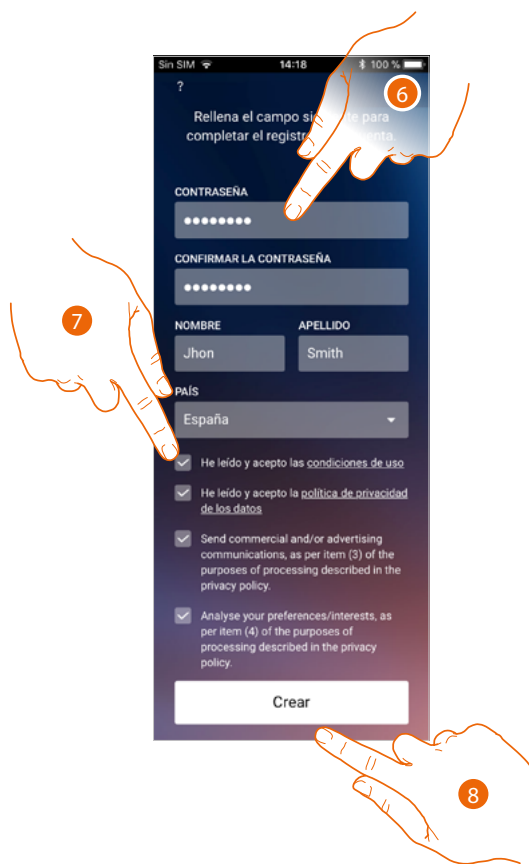 Sin SIM 14:18 100 %
6
?
Rellena el campo para
completar el
CONTRASEÑA
CONFIRMAR LA CONTRASEÑA
7
NOMBRE APELLIDO
Jhon Smith
PAÍS
España
He leído y acepto las condiciones de uso
He leído y acepto la política de privacidad
de los datos
Send commercial and/or advertising
communications, as per item (3) of the
purposes of processing described in the
privacy policy.
Analyse your preferences/interests, as
per item (4) of the purposes of
processing described in the privacy
policy.
Crear
8